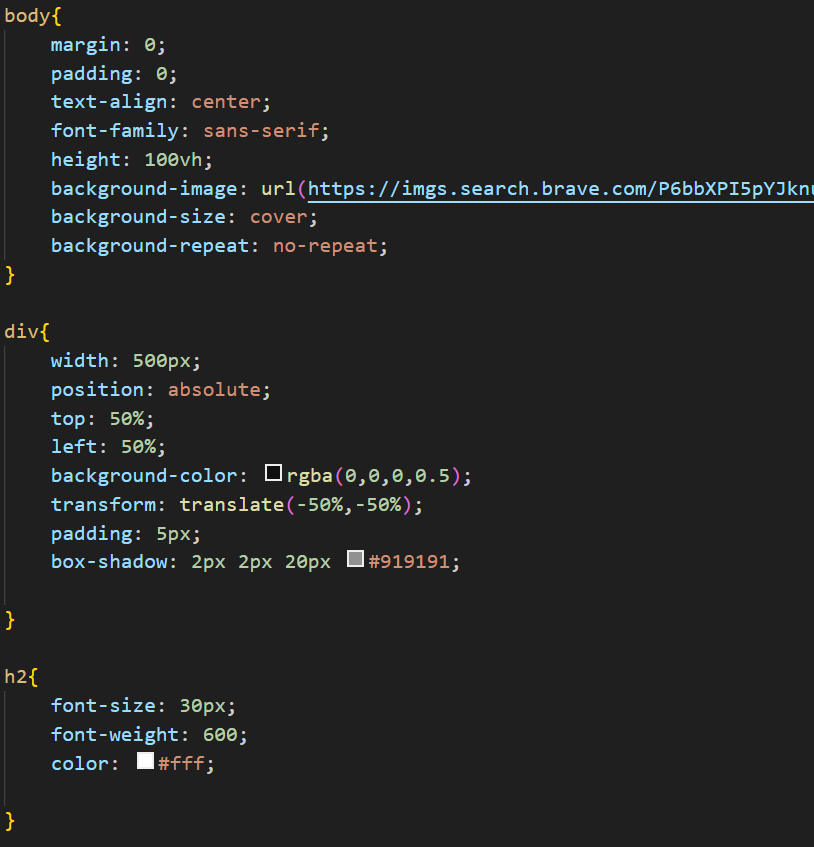 body{
    margin: 0;
    padding: 0;
    text-align: center;
    font-family: sans-serif;
    height: 100vh;
    background-image: url(https://imgs.search.brave.com/P6bbXPI5pYJknu
    background-size: cover;
    background-repeat: no-repeat;
}

div{
    width: 500px;
    position: absolute;
    top: 50%;
    left: 50%;
    background-color: rgba(0,0,0,0.5);
    transform: translate(-50%,-50%);
    padding: 5px;
    box-shadow: 2px 2px 20px #919191;

}

h2{
    font-size: 30px;
    font-weight: 600;
    color: #fff;

}